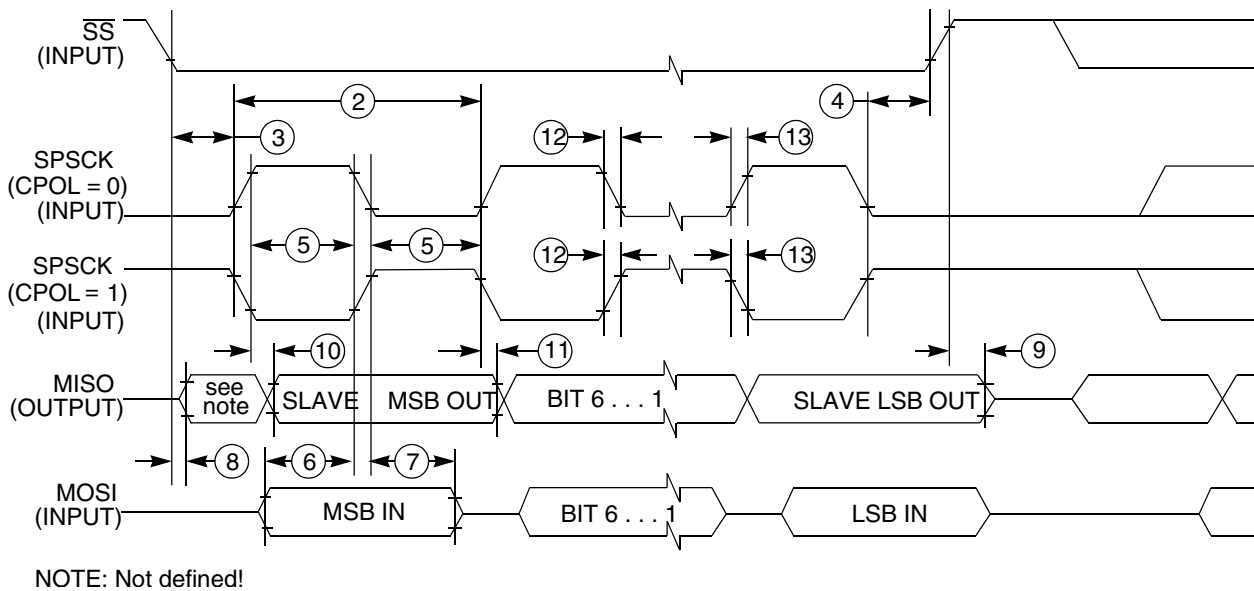 SS
(INPUT)
2
4
3
12
13
SPSCK
(CPOL = 0)
(INPUT)
5
5
12
13
SPSCK
(CPOL = 1)
(INPUT)
10
11
9
MISO
(OUTPUT)
see
note
SLAVE
MSB OUT
BIT 6 . . . 1
SLAVE LSB OUT
8
6
7
MOSI
(INPUT)
MSB IN
BIT 6 . . . 1
LSB IN
NOTE: Not defined!